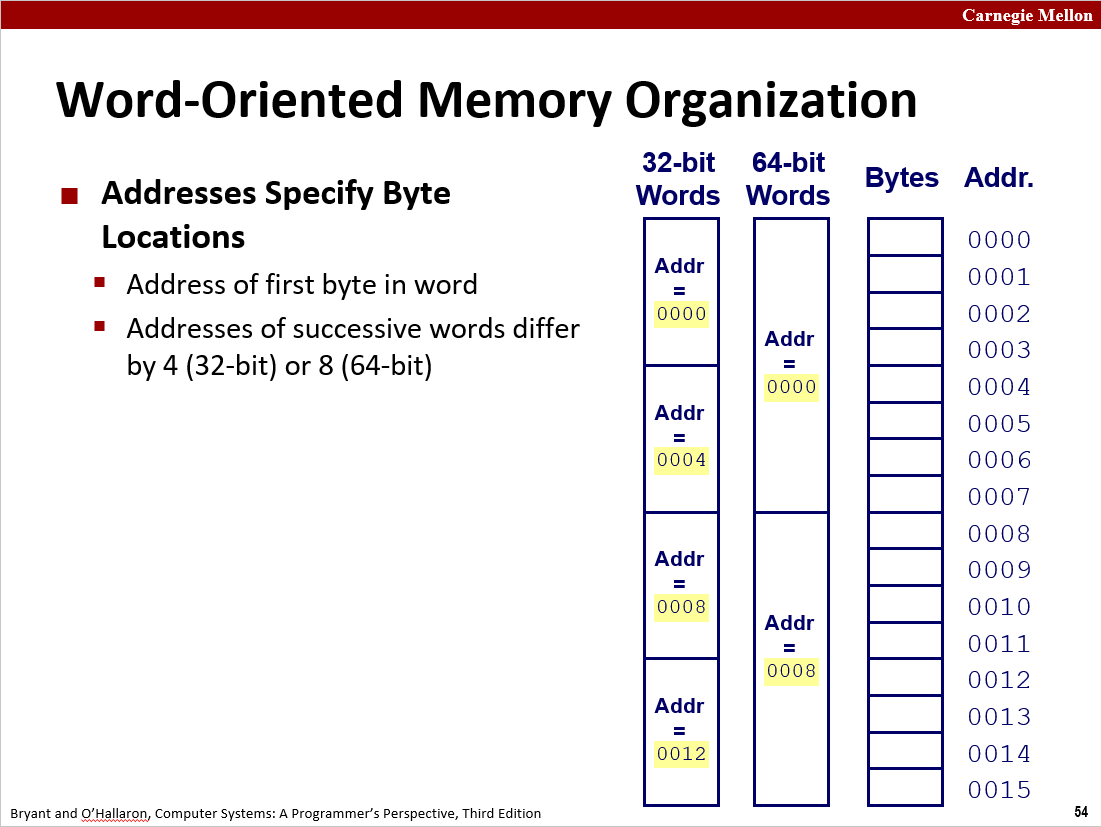 Carnegie Mellon
Word-Oriented Memory Organization
■ Addresses Specify Byte
Locations
▪ Address of first byte in word
▪ Addresses of successive words differ
by 4 (32-bit) or 8 (64-bit)
32-bit
Words
Addr
=
0000
Addr
=
0004
Addr
=
0008
Addr
=
0012
64-bit
Words
Addr
=
0000
Addr
=
0008
Bytes
Addr.
0000
0001
0002
0003
0004
0005
0006
0007
0008
0009
0010
0011
0012
0013
0014
0015
Bryant and O’Hallaron, Computer Systems: A Programmer’s Perspective, Third Edition
54